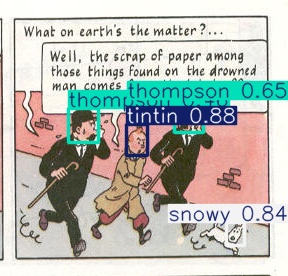 What on earth's the matter?...
Well, the scrap of paper among
those things found on the drowned
man comes
thompson 0.65
thompson 0.46
tintin 0.88
snowy 0.84